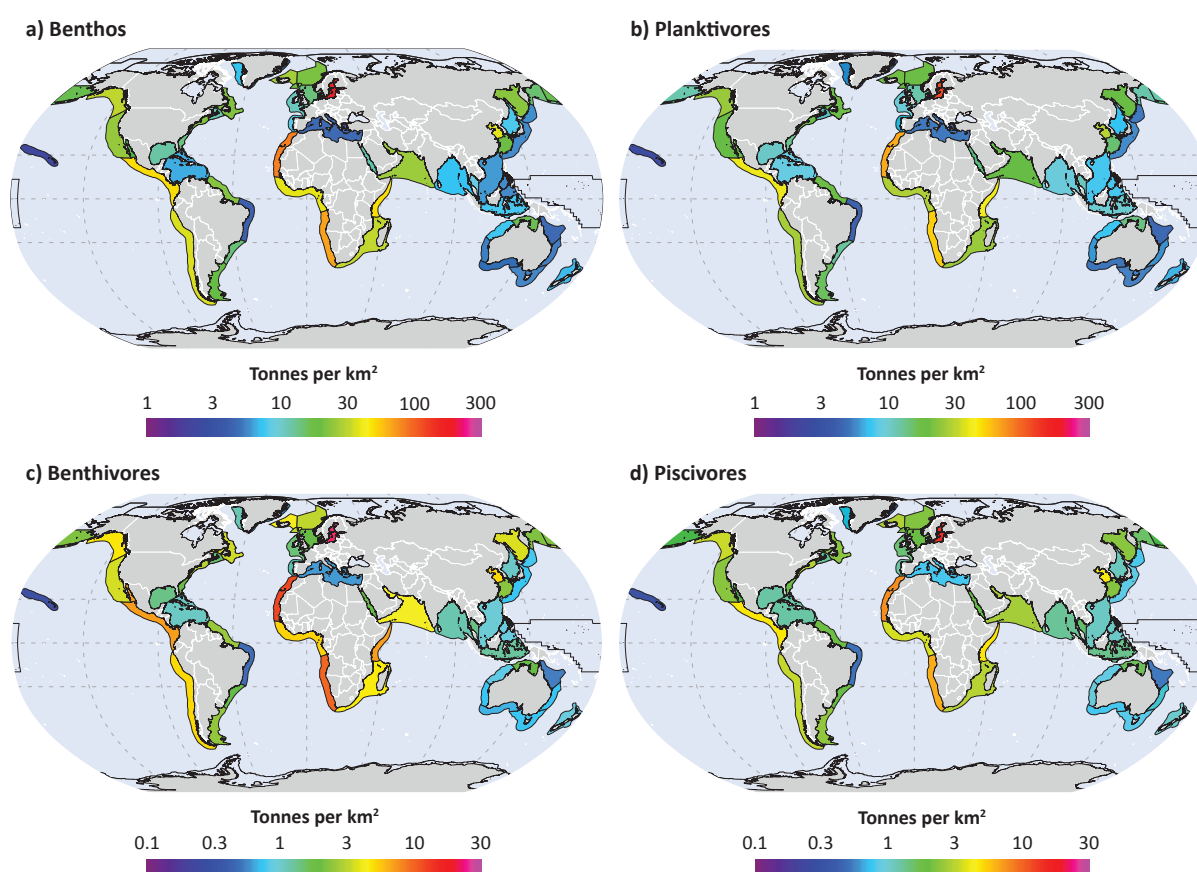 a) Benthos
b) Planktivores
Tonnes per km²
1 3 10 30 100 300
Tonnes per km²
1 3 10 30 100 300
c) Benthivores
d) Piscivores
Tonnes per km²
0.1 0.3 1 3 10 30
Tonnes per km²
0.1 0.3 1 3 10 30